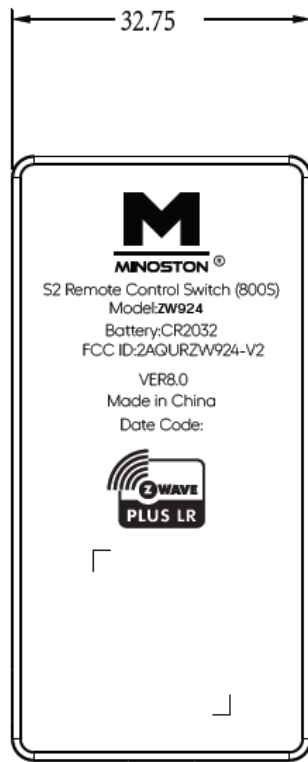 32.75
M
MINOSTON ®
S2 Remote Control Switch (800S)
Model:ZW924
Battery:CR2032
FCC ID:2AQURZW924-V2
VER8.0
Made in China
Date Code:
Z WAVE
PLUS LR